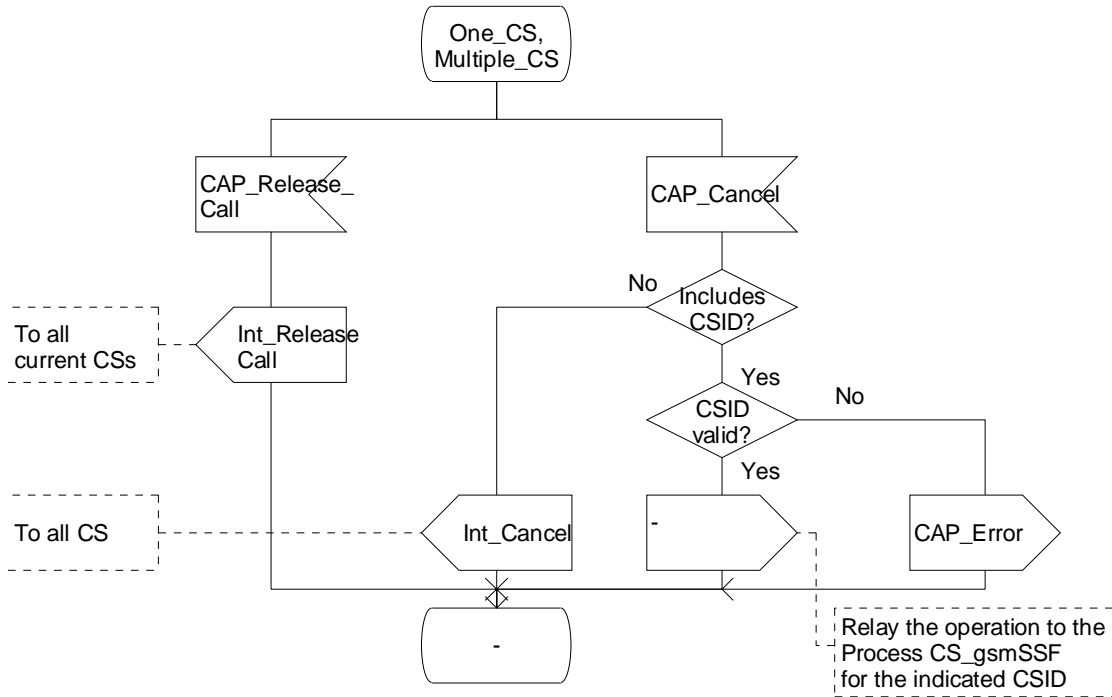 One_CS,
Multiple_CS
CAP_Release_
Call
CAP_Cancel
No
Includes
CSID?
To all
current CSs
Int_Release
Call
Yes
No
CSID
valid?
Yes
To all CS
Int_Cancel
-
CAP_Error
-
Relay the operation to the
Process CS_gsmSSF
for the indicated CSID